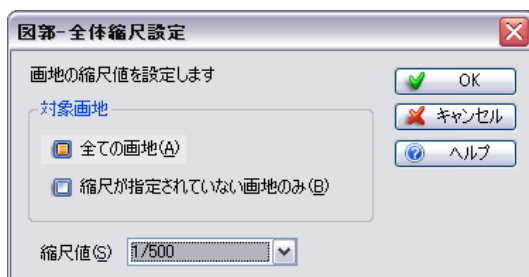 図郭-全体縮尺設定
画地の縮尺値を設定します
対象画地
全ての画地(A)
縮尺が指定されていない画地のみ(B)
縮尺値(S) 1/500
OK
キャンセル
ヘルプ